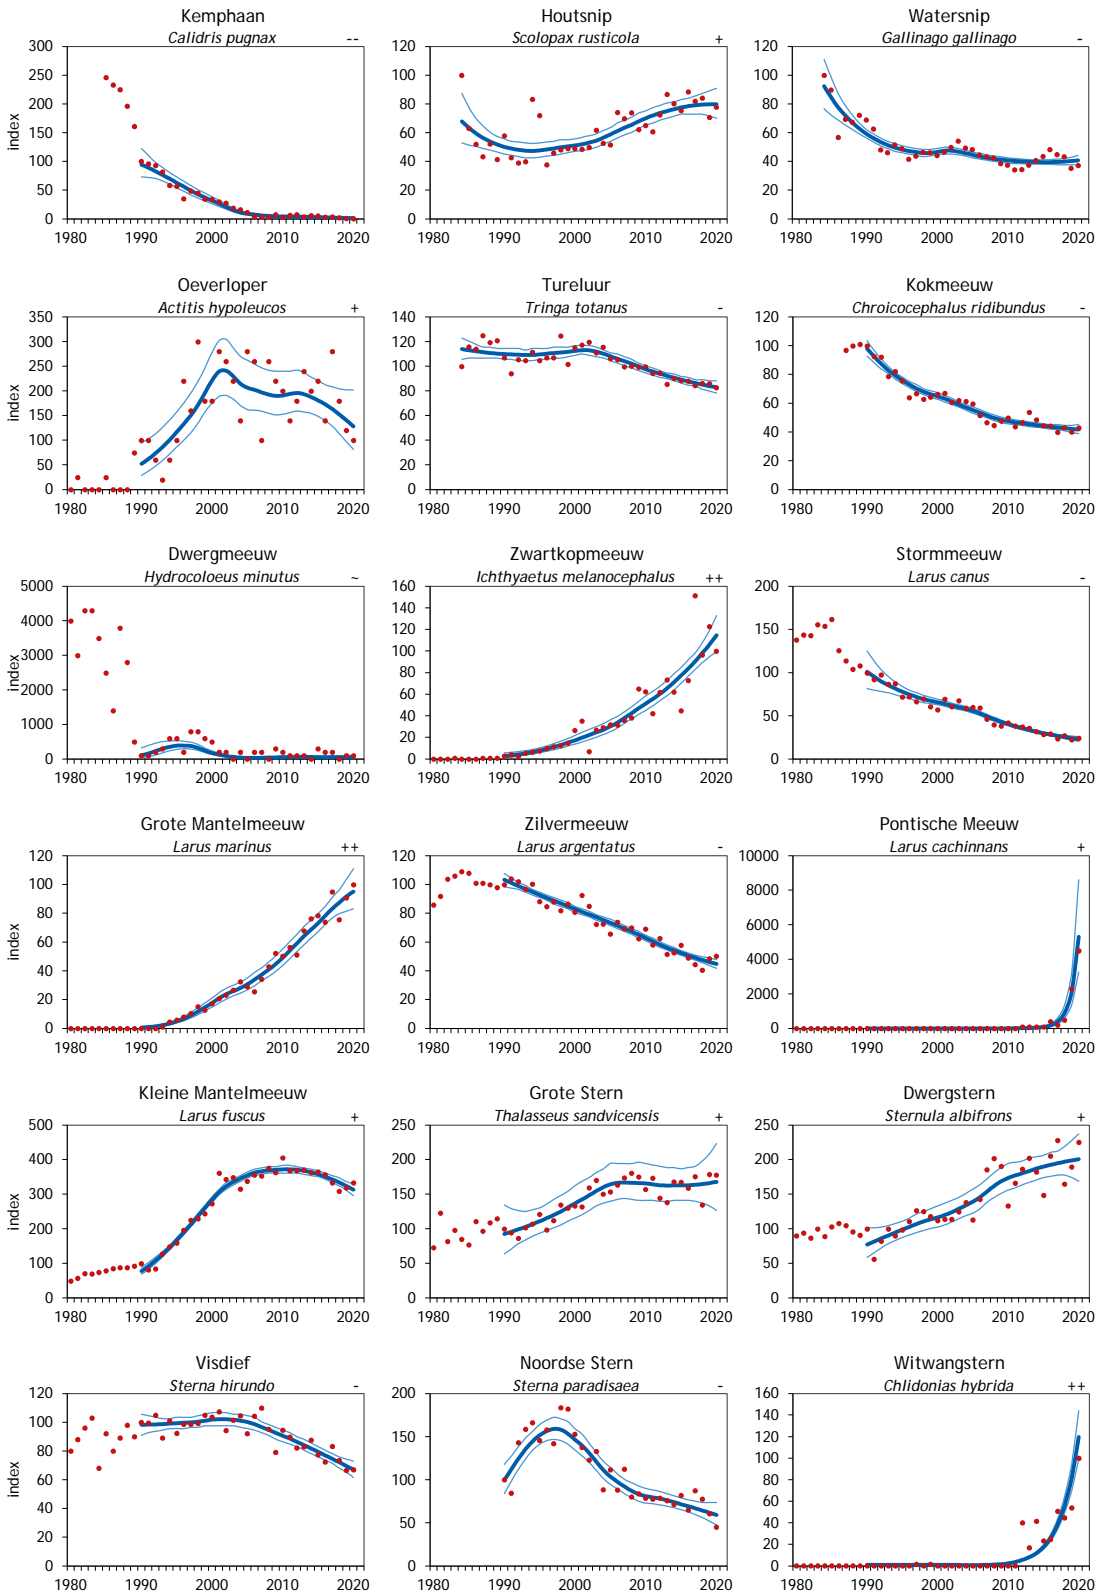 Kemphaan
Calidris pugnax --
300
250
200
150
100
50
0
index
1980 1990 2000 2010 2020
Houtsnip
Scolopax rusticola +
120
100
80
60
40
20
0
1980 1990 2000 2010 2020
Watersnip
Gallinago gallinago -
120
100
80
60
40
20
0
1980 1990 2000 2010 2020
Oeverloper
Actitis hypoleucos +
350
300
250
200
150
100
50
0
index
1980 1990 2000 2010 2020
Tureluur
Tringa totanus -
140
120
100
80
60
40
20
0
1980 1990 2000 2010 2020
Kokmeeuw
Chroicocephalus ridibundus -
120
100
80
60
40
20
0
1980 1990 2000 2010 2020
Dwergmeeuw
Hydrocoloeus minutus ~
5000
4000
3000
2000
1000
0
index
1980 1990 2000 2010 2020
Zwartkopmeeuw
Ichthyaetus melanocephalus ++
160
140
120
100
80
60
40
20
0
1980 1990 2000 2010 2020
Stormmeeuw
Larus canus -
200
150
100
50
0
1980 1990 2000 2010 2020
Grote Mantelmeeuw
Larus marinus ++
120
100
80
60
40
20
0
index
1980 1990 2000 2010 2020
Zilvermeeuw
Larus argentatus -
120
100
80
60
40
20
0
1980 1990 2000 2010 2020
Pontische Meeuw
Larus cachinnans +
10000
8000
6000
4000
2000
0
1980 1990 2000 2010 2020
Kleine Mantelmeeuw
Larus fuscus +
500
400
300
200
100
0
index
1980 1990 2000 2010 2020
Grote Stern
Thalasseus sandvicensis +
250
200
150
100
50
0
1980 1990 2000 2010 2020
Dwergstern
Sternula albifrons +
250
200
150
100
50
0
1980 1990 2000 2010 2020
Visdief
Sterna hirundo -
120
100
80
60
40
20
0
index
1980 1990 2000 2010 2020
Noordse Stern
Sterna paradisaea -
200
150
100
50
0
1980 1990 2000 2010 2020
Witwangstern
Chlidonias hybrida ++
160
140
120
100
80
60
40
20
0
1980 1990 2000 2010 2020